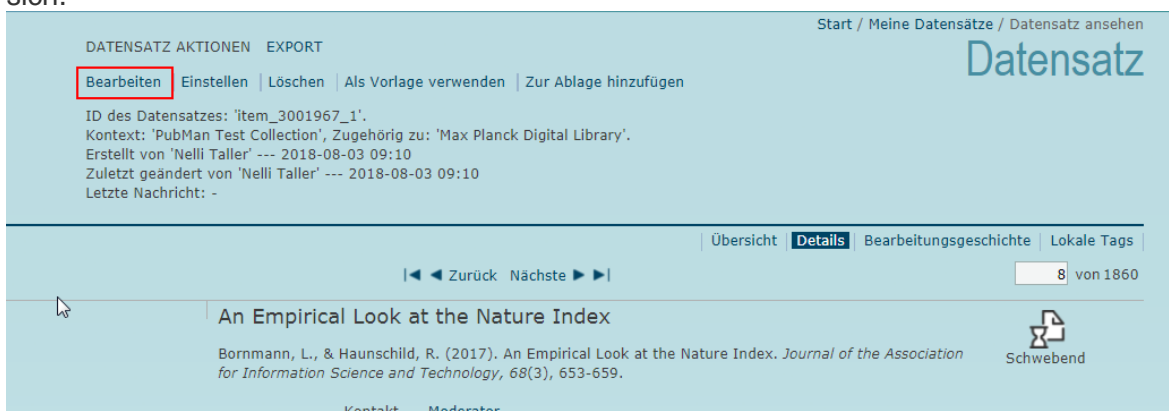 sich.
Start / Meine Datensätze / Datensatz ansehen
Datensatz
DATENSATZ AKTIONEN EXPORT
Bearbeiten | Einstellen | Löschen | Als Vorlage verwenden | Zur Ablage hinzufügen
ID des Datensatzes: 'item_3001967_1'.
Kontext: 'PubMan Test Collection', Zugehörig zu: 'Max Planck Digital Library'.
Erstellt von 'Nelli Taller' --- 2018-08-03 09:10
Zuletzt geändert von 'Nelli Taller' --- 2018-08-03 09:10
Letzte Nachricht: -
Übersicht | Details | Bearbeitungsgeschichte | Lokale Tags
Zurück Nächste
8 von 1860
An Empirical Look at the Nature Index
Bornmann, L., & Haunschild, R. (2017). An Empirical Look at the Nature Index. Journal of the Association
for Information Science and Technology, 68(3), 653-659.
Schwebend
Kontakt Moderator